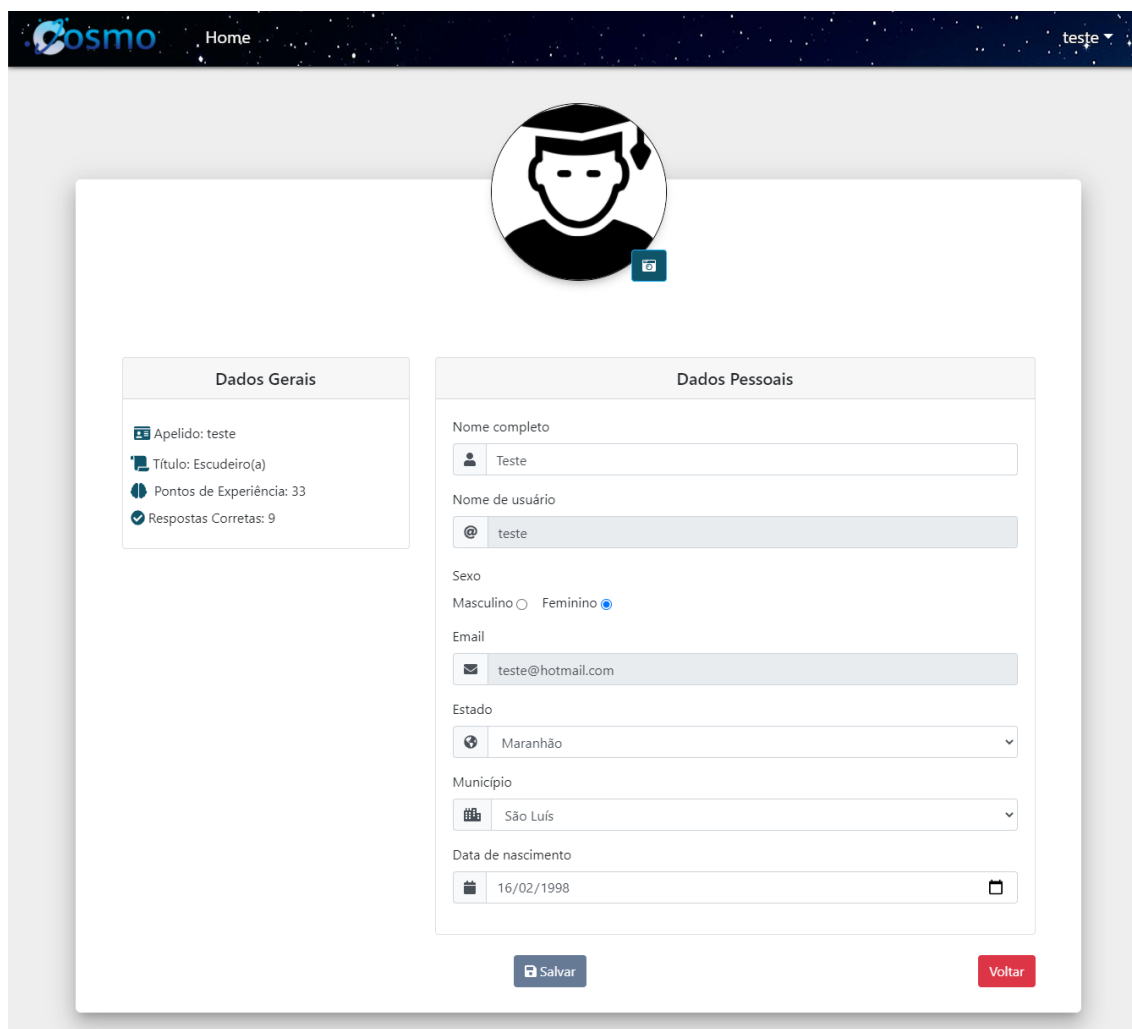 Cosmo
Home
teste
Dados Gerais
Apelido: teste
Título: Escudeiro(a)
Pontos de Experiência: 33
Respostas Corretas: 9
Dados Pessoais
Nome completo
Teste
Nome de usuário
@ teste
Sexo
Masculino Feminino
Email
teste@hotmail.com
Estado
Maranhão
Município
São Luís
Data de nascimento
16/02/1998
Salvar
Voltar